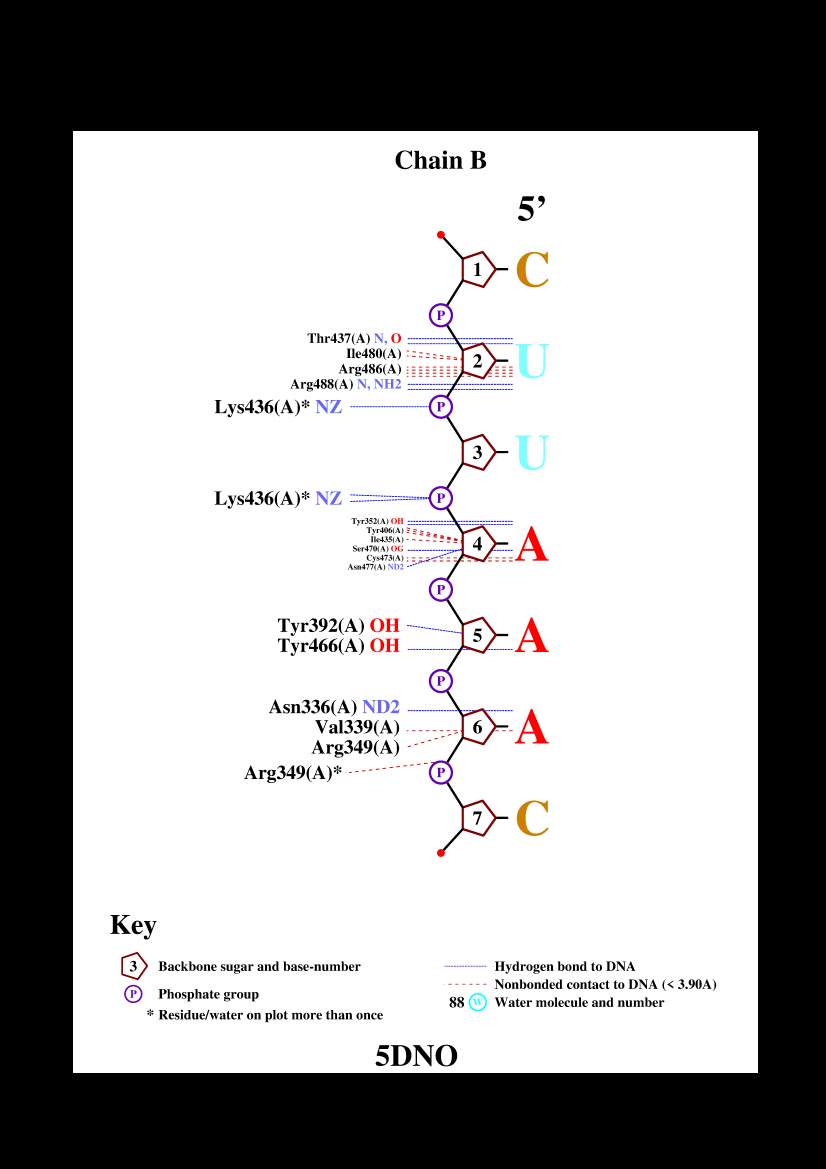 Chain B
5’
1 C
P
Thr437(A) N, O
Ile480(A)
2 U
Arg486(A)
Arg488(A) N, NH2
Lys436(A)* NZ P
3 U
Lys436(A)* NZ P
Tyr352(A) OH
Tyr406(A)
Ile435(A)
4 A
Ser470(A) OG
Cys473(A)
Asn477(A) ND2
P
Tyr392(A) OH
5 A
Tyr466(A) OH
P
Asn336(A) ND2
Val339(A) 6 A
Arg349(A)
Arg349(A)* P
7 C
Key
3 Backbone sugar and base-number
P Phosphate group
* Residue/water on plot more than once
Hydrogen bond to DNA
Nonbonded contact to DNA (< 3.90A)
88 W Water molecule and number
5DNO